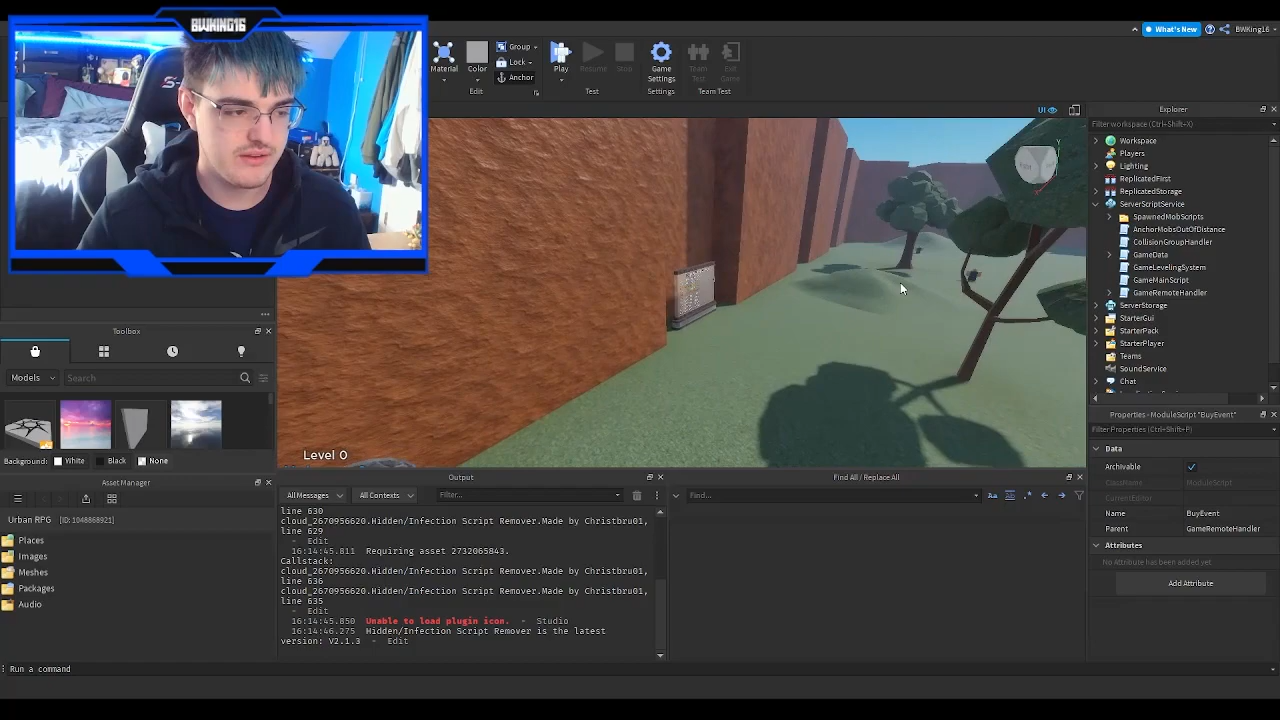 BWKING16
What's New
BWKing16
Material
Color
Group
Lock
Anchor
Edit
Play
Resume
Stop
Test
Game
Settings
Settings
Team
Test
Exit
Game
Team Test
UI
Explorer
Filter workspace (Ctrl+Shift+X)
Workspace
Players
Lighting
ReplicatedFirst
ReplicatedStorage
ServerScriptService
SpawnedMobScripts
AnchorMobsOutOfDistance
CollisionGroupHandler
GameData
GameLevelingSystem
GameMainScript
GameRemoteHandler
ServerStorage
StarterGui
StarterPack
StarterPlayer
Teams
SoundService
Chat
Properties - ModuleScript "BuyEvent"
Filter Properties (Ctrl+Shift+P)
Data
Archivable
ClassName
ModuleScript
CurrentEditor
Name
BuyEvent
Parent
GameRemoteHandler
Attributes
No Attribute has been added yet
Add Attribute
Toolbox
Models
Search
Background:
White
Black
None
Asset Manager
Urban RPG
[ID: 1048868921]
Places
Images
Meshes
Packages
Audio
Level 0
Output
All Messages
All Contexts
Filter...
line 630
cloud_2670956620.Hidden/Infection Script Remover.Made by Christbru01,
line 629
- Edit
16:14:45.811 Requiring asset 2732065843.
Callstack:
cloud_2670956620.Hidden/Infection Script Remover.Made by Christbru01,
line 636
cloud_2670956620.Hidden/Infection Script Remover.Made by Christbru01,
line 635
- Edit
16:14:45.850 Unable to load plugin icon. - Studio
16:14:46.275 Hidden/Infection Script Remover is the latest
version: V2.1.3 - Edit
Find All / Replace All
Find...
Run a command